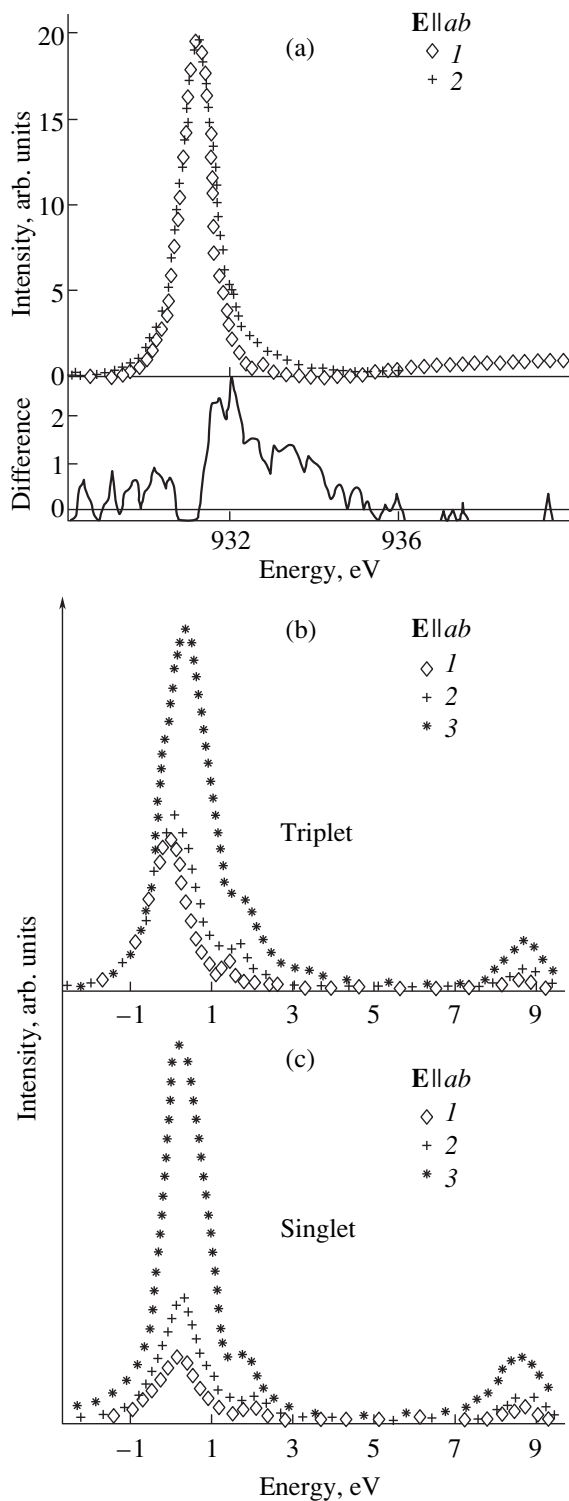 20
(a)
E||ab
1
2
15
10
5
0
Intensity, arb. units
2
1
0
Difference
932
936
Energy, eV
(b)
E||ab
1
2
3
Triplet
−1
1
3
5
7
9
Intensity, arb. units
(c)
E||ab
1
2
3
Singlet
−1
1
3
5
7
9
Energy, eV